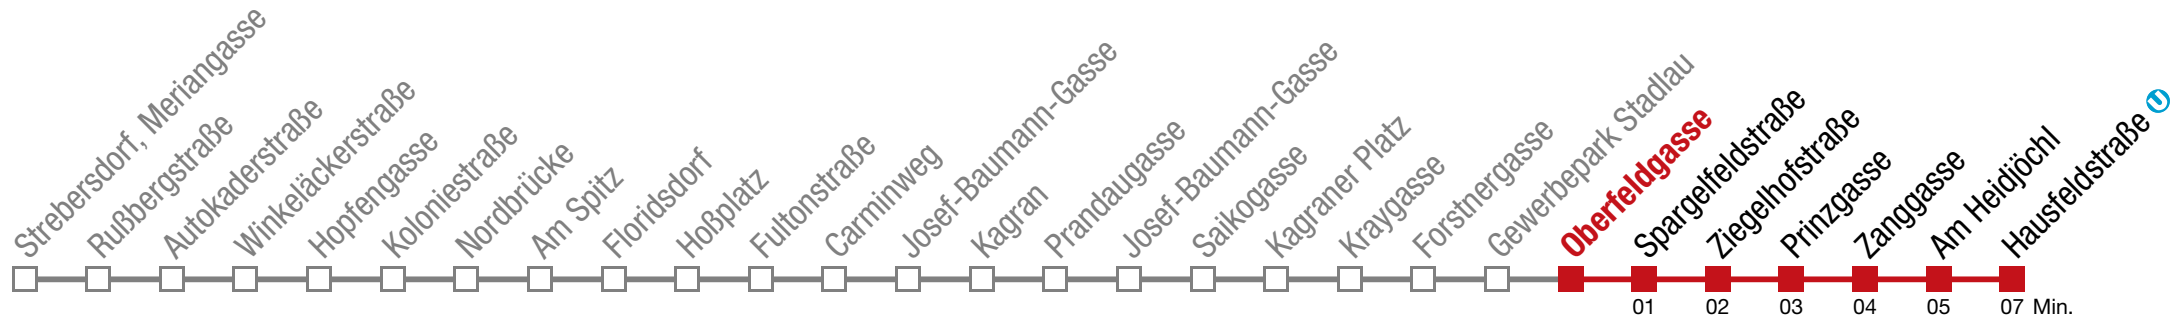 Strebersdorf, Meriangasse
Rußbergstraße
Autokaderstraße
Winkeläckerstraße
Hopfengasse
Koloniestraße
Nordbrücke
Am Spitz
Floridsdorf
Hoßplatz
Fultonstraße
Carminweg
Josef-Baumann-Gasse
Kagran
Prandaugasse
Josef-Baumann-Gasse
Saikogasse
Kagraner Platz
Kraygasse
Forstnergasse
Gewerbepark Stadlau
Oberfeldgasse
Spargelfeldstraße
Ziegelhofstraße
Prinzgasse
Zanggasse
Am Heidjöchl
Hausfeldstraße U
01 02 03 04 05 07 Min.